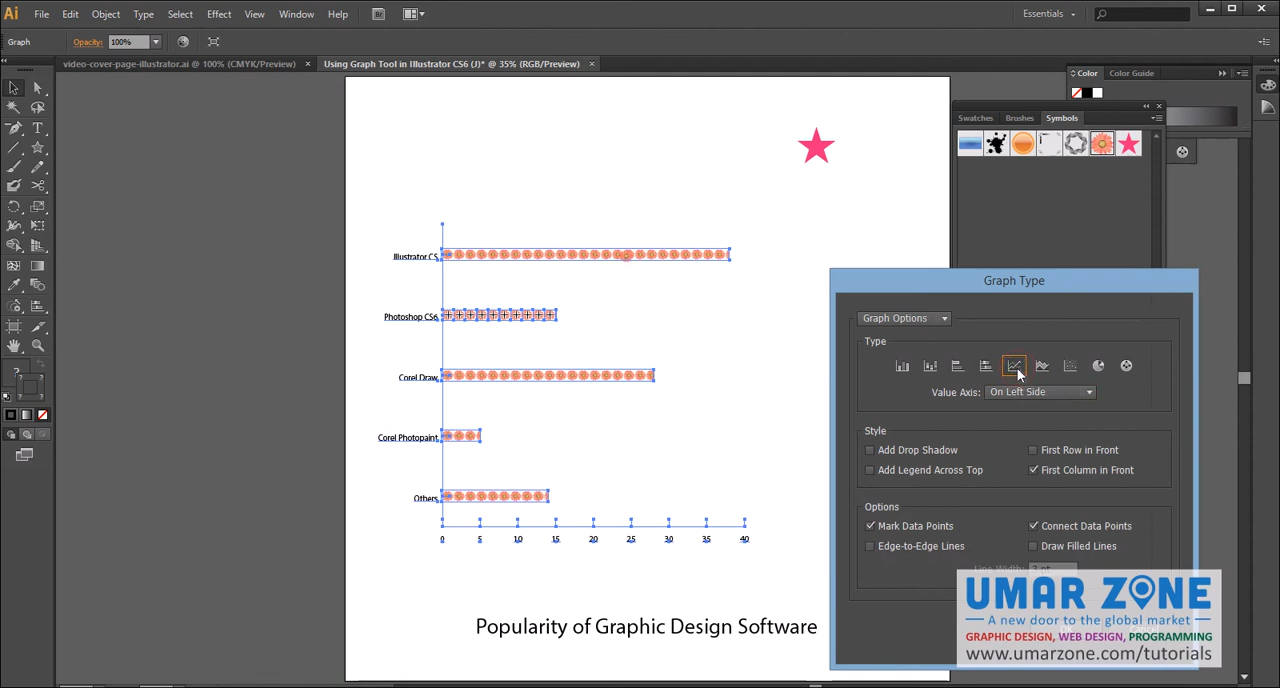 Ai File Edit Object Type Select Effect View Window Help Br Essentials
Graph Opacity: 100%
video-cover-page-illustrator.ai @ 100% (CMYK/Preview) × Using Graph Tool in Illustrator CS6 (J)* @ 35% (RGB/Preview) ×
Color Color Guide
Swatches Brushes Symbols
Illustrator CS
Photoshop CS6
Corel Draw
Corel Photopaint
Others
0 5 10 15 20 25 30 35 40
Popularity of Graphic Design Software
Graph Type
Graph Options
Type
Value Axis: On Left Side
Style
Add Drop Shadow First Row in Front
Add Legend Across Top First Column in Front
Options
Mark Data Points Connect Data Points
Edge-to-Edge Lines Draw Filled Lines
Line Width:
UMAR ZONE
A new door to the global market
GRAPHIC DESIGN, WEB DESIGN, PROGRAMMING
www.umarzone.com/tutorials